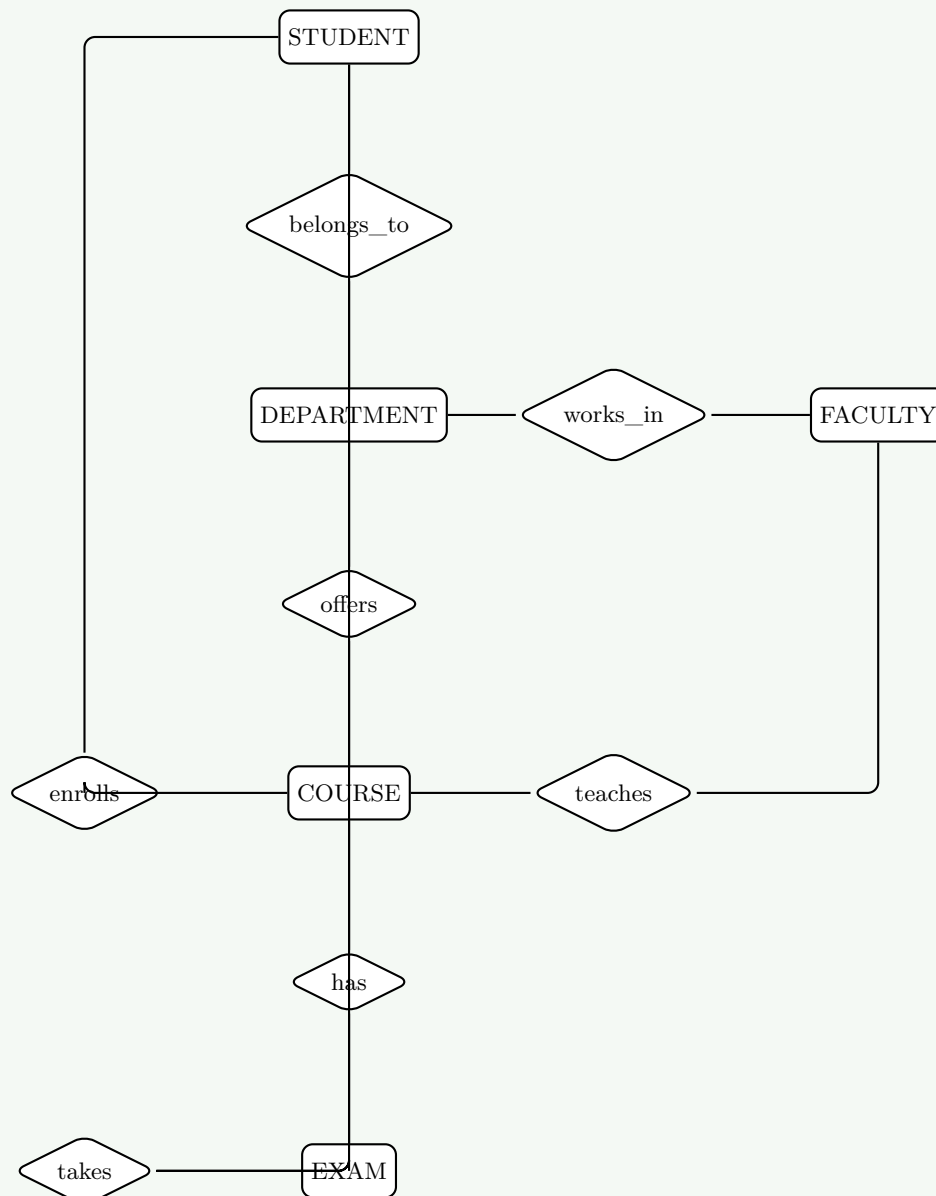 STUDENT
belongs_to
DEPARTMENT
works_in
FACULTY
offers
enrolls
COURSE
teaches
has
takes
EXAM